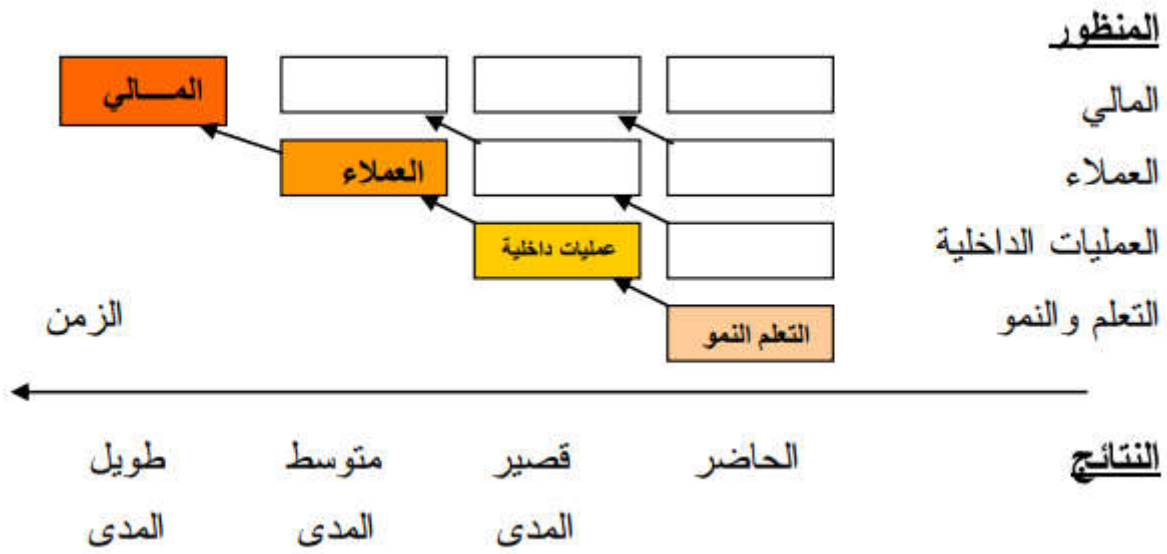 المنظور
المالي
المــــالي
العملاء
العملاء
العمليات الداخلية
عمليات داخلية
التعلم والنمو
التعلم النمو
الزمن
النتائج
الحاضر
قصير
المدى
متوسط
المدى
طويل
المدى